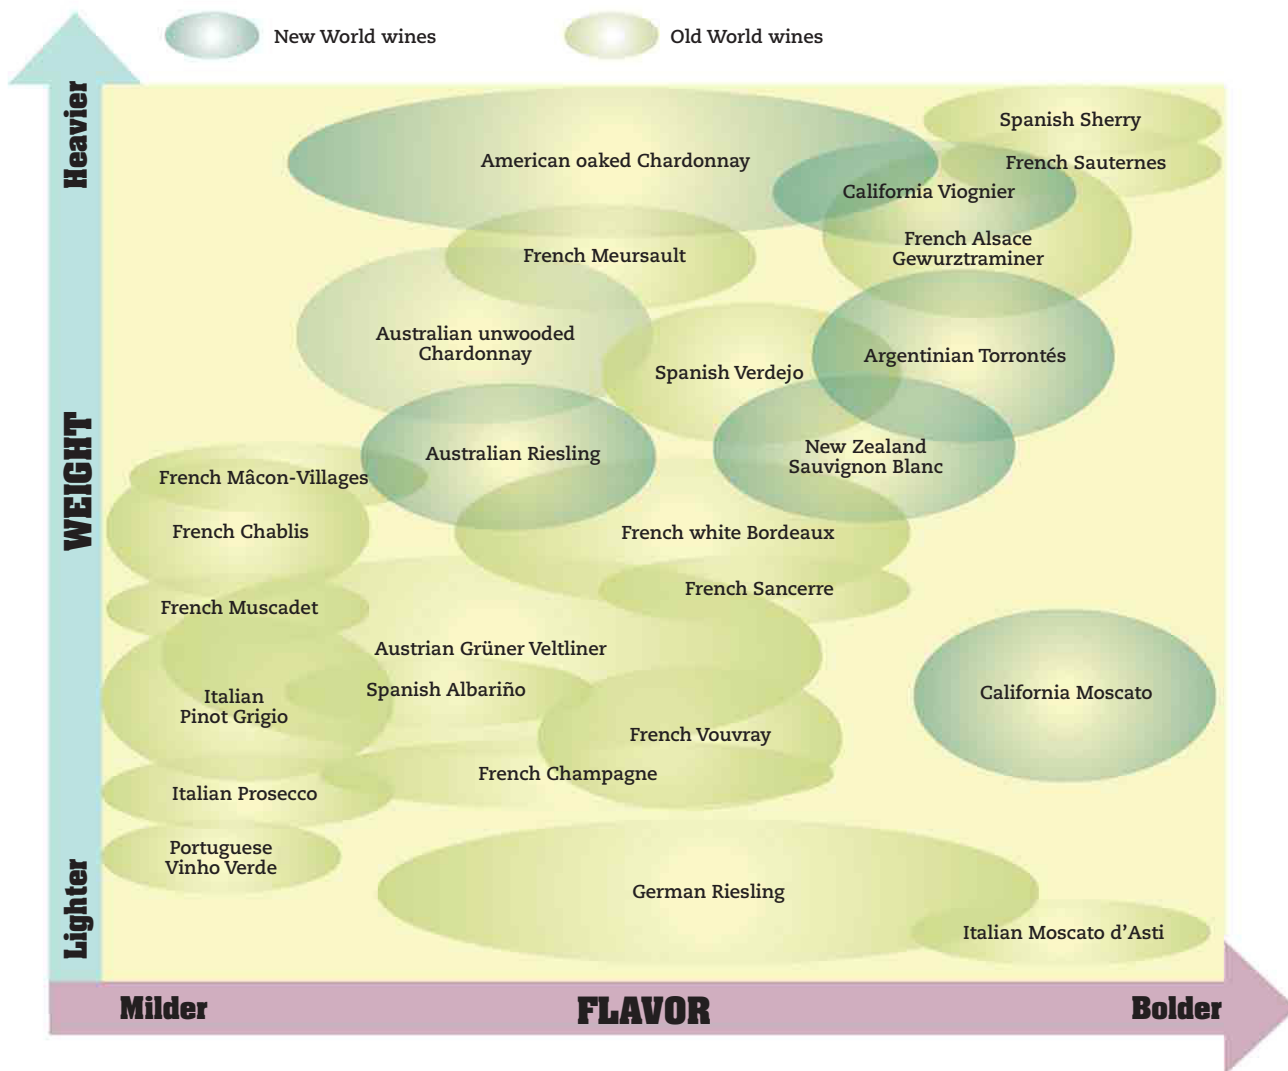 New World wines
Old World wines
Heavier
WEIGHT
Lighter
Spanish Sherry
American oaked Chardonnay
French Sauternes
California Viognier
French Alsace
Gewurztraminer
French Meursault
Australian unwooded
Chardonnay
Argentinian Torrontés
Spanish Verdejo
Australian Riesling
New Zealand
Sauvignon Blanc
French Mâcon-Villages
French Chablis
French white Bordeaux
French Sancerre
French Muscadet
Austrian Grüner Veltliner
Spanish Albariño
Italian
Pinot Grigio
California Moscato
French Vouvray
French Champagne
Italian Prosecco
Portuguese
Vinho Verde
German Riesling
Italian Moscato d'Asti
Milder
FLAVOR
Bolder